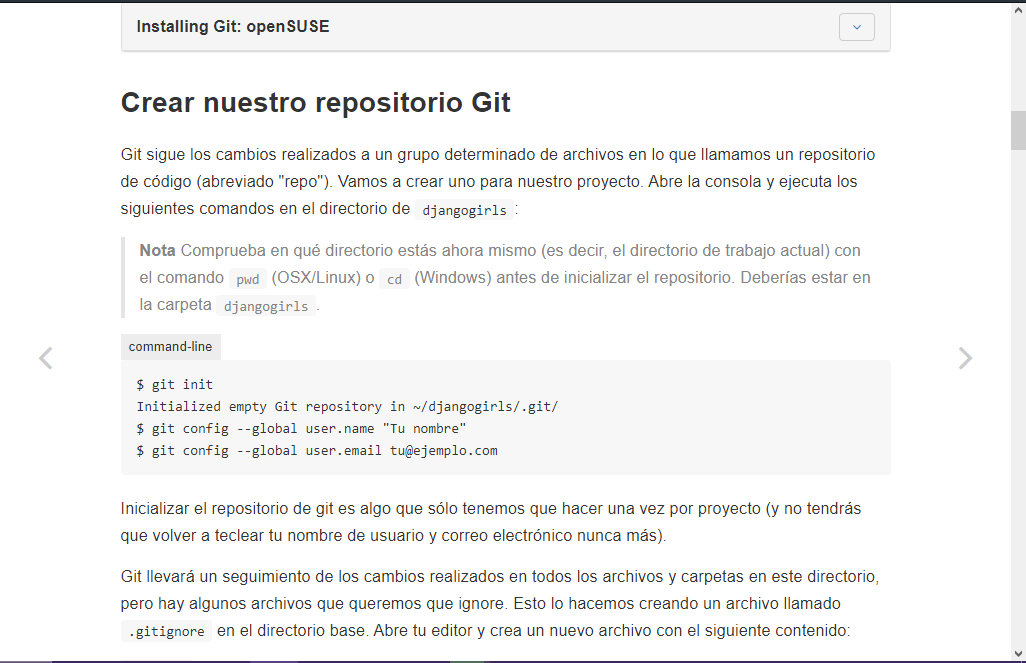 Installing Git: openSUSE
Crear nuestro repositorio Git
Git sigue los cambios realizados a un grupo determinado de archivos en lo que llamamos un repositorio
de código (abreviado "repo"). Vamos a crear uno para nuestro proyecto. Abre la consola y ejecuta los
siguientes comandos en el directorio de djangogirls :
Nota Comprueba en qué directorio estás ahora mismo (es decir, el directorio de trabajo actual) con
el comando pwd (OSX/Linux) o cd (Windows) antes de inicializar el repositorio. Deberías estar en
la carpeta djangogirls .
command-line
$ git init
Initialized empty Git repository in ~/djangogirls/.git/
$ git config --global user.name "Tu nombre"
$ git config --global user.email tu@ejemplo.com
Inicializar el repositorio de git es algo que sólo tenemos que hacer una vez por proyecto (y no tendrás
que volver a teclear tu nombre de usuario y correo electrónico nunca más).
Git llevará un seguimiento de los cambios realizados en todos los archivos y carpetas en este directorio,
pero hay algunos archivos que queremos que ignore. Esto lo hacemos creando un archivo llamado
.gitignore en el directorio base. Abre tu editor y crea un nuevo archivo con el siguiente contenido: